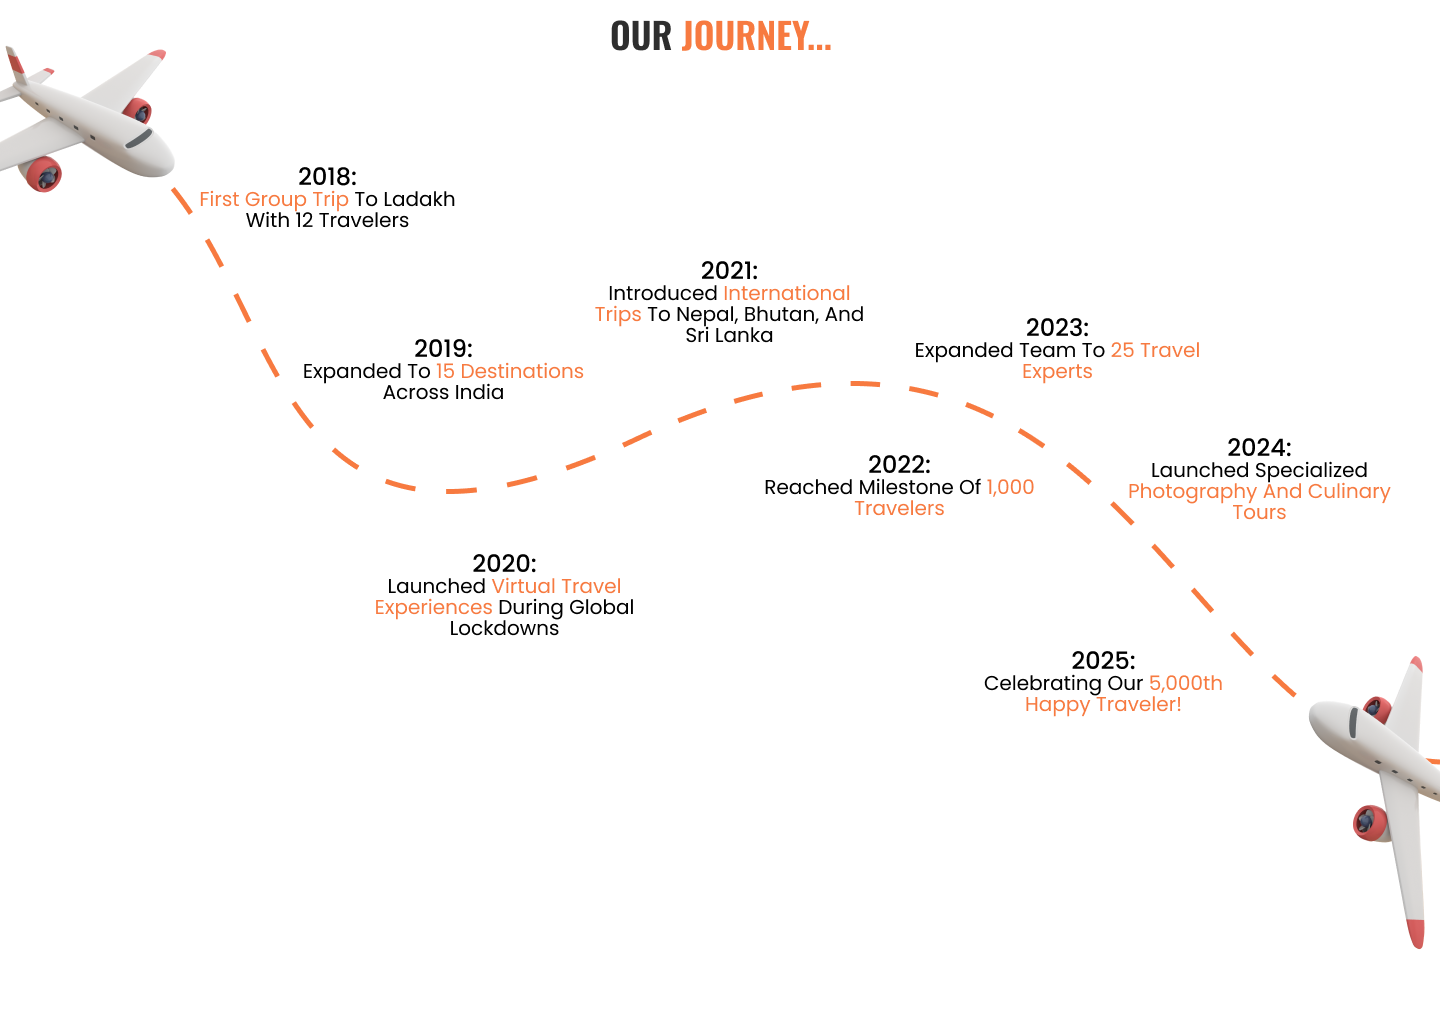 OUR JOURNEY...
2018:
First Group Trip To Ladakh
With 12 Travelers
2019:
Expanded To 15 Destinations
Across India
2020:
Launched Virtual Travel
Experiences During Global
Lockdowns
2021:
Introduced International
Trips To Nepal, Bhutan, And
Sri Lanka
2022:
Reached Milestone Of 1,000
Travelers
2023:
Expanded Team To 25 Travel
Experts
2024:
Launched Specialized
Photography And Culinary
Tours
2025:
Celebrating Our 5,000th
Happy Traveler!